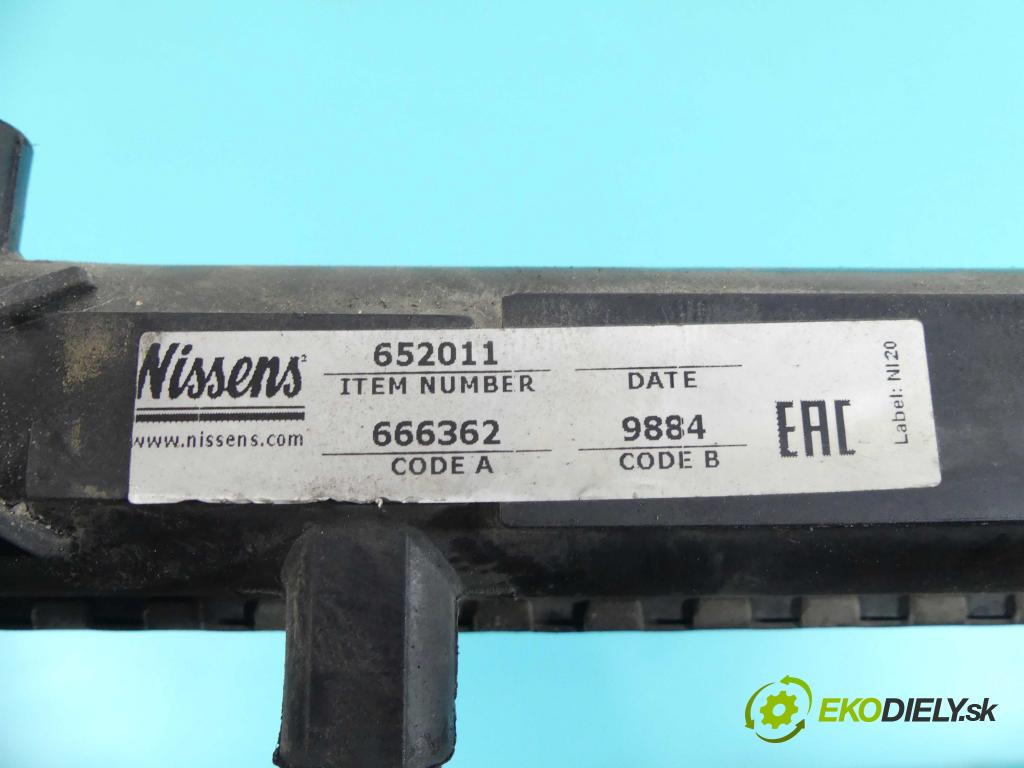 Nissens
www.nissens.com
652011
ITEM NUMBER
DATE
666362
CODE A
9884
CODE B
EAC
Label: NI20
EKODIELY.sk